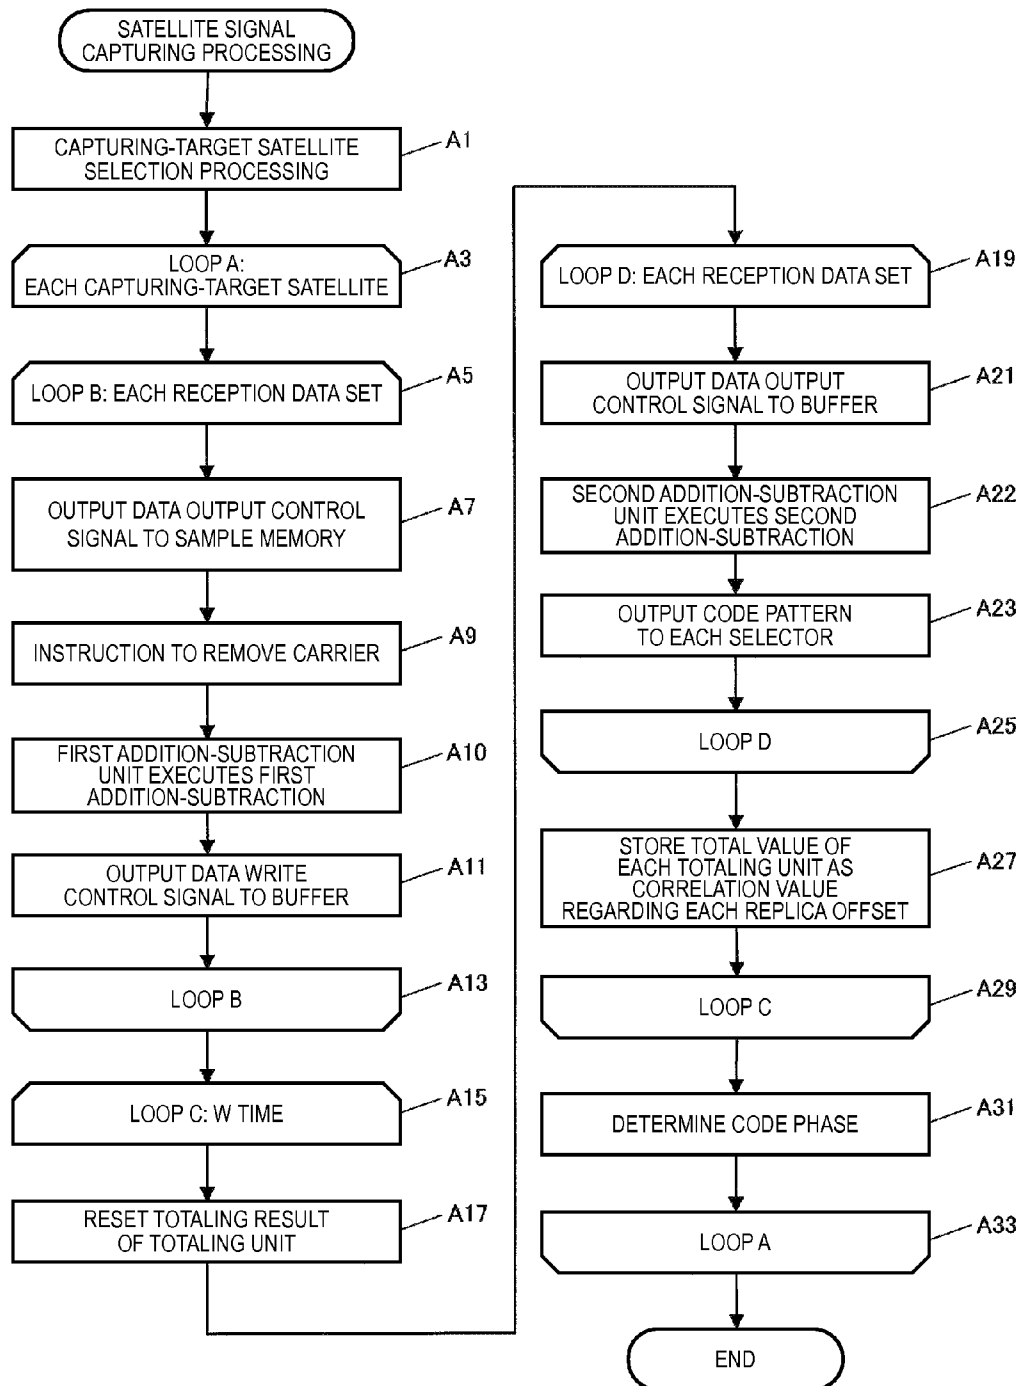 SATELLITE SIGNAL
CAPTURING PROCESSING
CAPTURING-TARGET SATELLITE
SELECTION PROCESSING
A1
LOOP A:
EACH CAPTURING-TARGET SATELLITE
A3
LOOP B: EACH RECEPTION DATA SET
A5
OUTPUT DATA OUTPUT CONTROL
SIGNAL TO SAMPLE MEMORY
A7
INSTRUCTION TO REMOVE CARRIER
A9
FIRST ADDITION-SUBTRACTION
UNIT EXECUTES FIRST
ADDITION-SUBTRACTION
A10
OUTPUT DATA WRITE
CONTROL SIGNAL TO BUFFER
A11
LOOP B
A13
LOOP C: W TIME
A15
RESET TOTALING RESULT
OF TOTALING UNIT
A17
LOOP D: EACH RECEPTION DATA SET
A19
OUTPUT DATA OUTPUT
CONTROL SIGNAL TO BUFFER
A21
SECOND ADDITION-SUBTRACTION
UNIT EXECUTES SECOND
ADDITION-SUBTRACTION
A22
OUTPUT CODE PATTERN
TO EACH SELECTOR
A23
LOOP D
A25
STORE TOTAL VALUE OF
EACH TOTALING UNIT AS
CORRELATION VALUE
REGARDING EACH REPLICA OFFSET
A27
LOOP C
A29
DETERMINE CODE PHASE
A31
LOOP A
A33
END